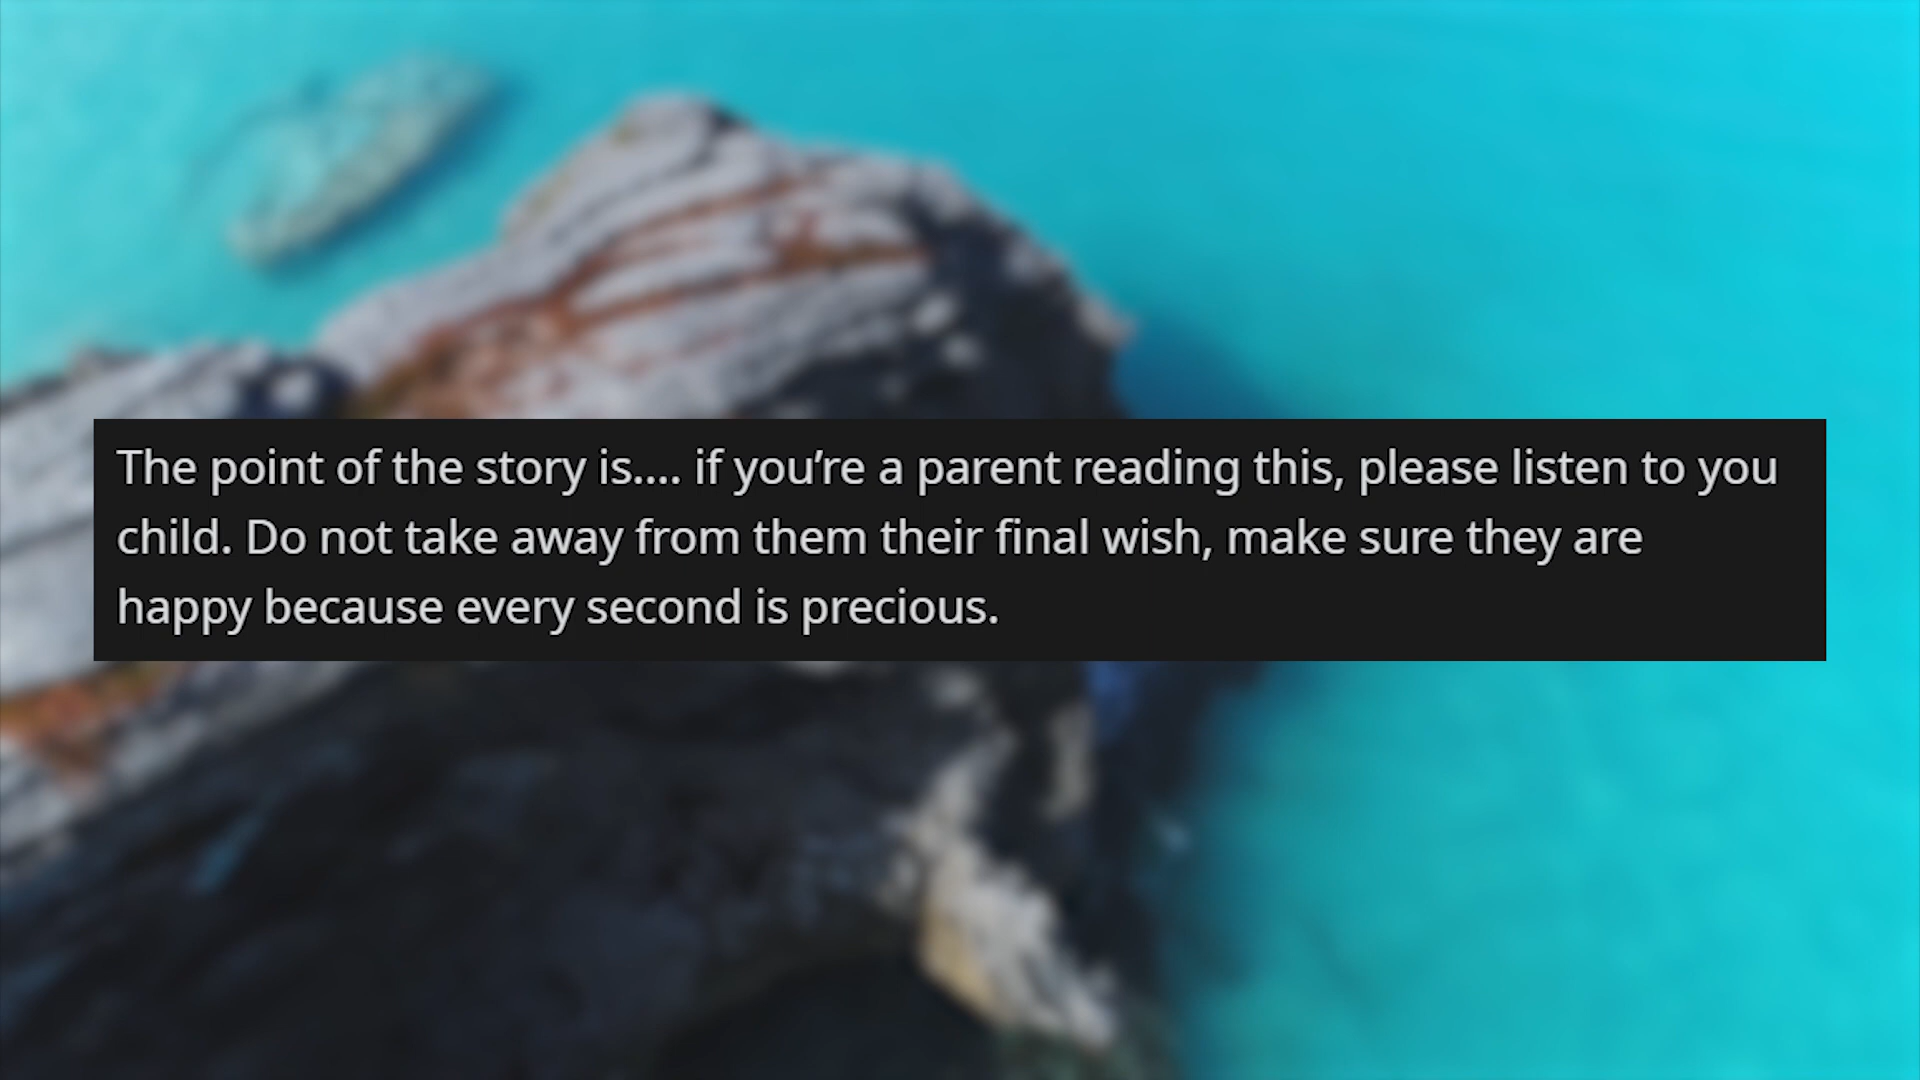 The point of the story is.... if you’re a parent reading this, please listen to you
child. Do not take away from them their final wish, make sure they are
happy because every second is precious.